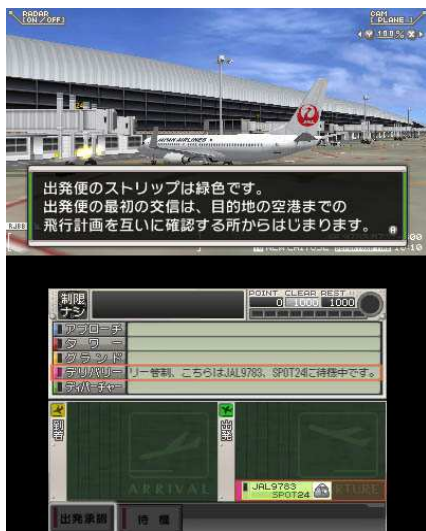 RADAR
[ON/OFF]
CAM
[PLANE]
100%
JAPAN AIRLINES
出発便のストリップは緑色です。
出発便の最初の交信は、目的地の空港までの
飛行計画を互いに確認する所からはじまります。
RJBB
10:10
制限
ナシ
POINT CLEAR REST
0 1000 1000
アプローチ
タワー
グランド
デリバリー リー管制、こちらはJAL9783、SPOT24に待機中です。
ディパーチャー
到着
出発
ARRIVAL
JAL9783
SPOT24
RTURE
出発承認
待機